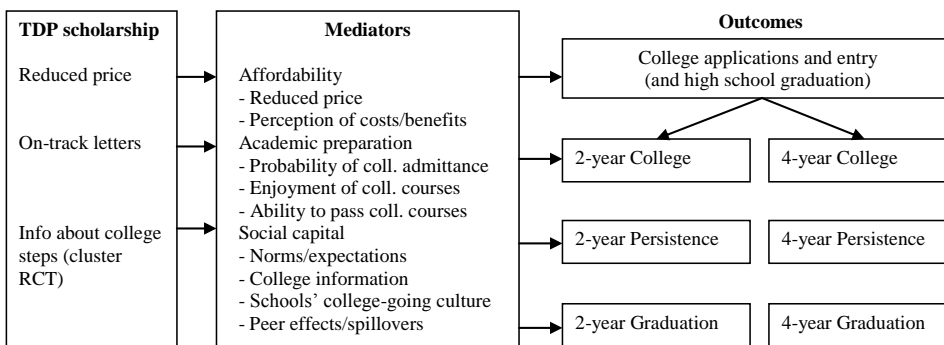 TDP scholarship
Reduced price
On-track letters
Info about college
steps (cluster
RCT)
Mediators
Affordability
- Reduced price
- Perception of costs/benefits
Academic preparation
- Probability of coll. admittance
- Enjoyment of coll. courses
- Ability to pass coll. courses
Social capital
- Norms/expectations
- College information
- Schools' college-going culture
- Peer effects/spillovers
Outcomes
College applications and entry
(and high school graduation)
2-year College
4-year College
2-year Persistence
4-year Persistence
2-year Graduation
4-year Graduation